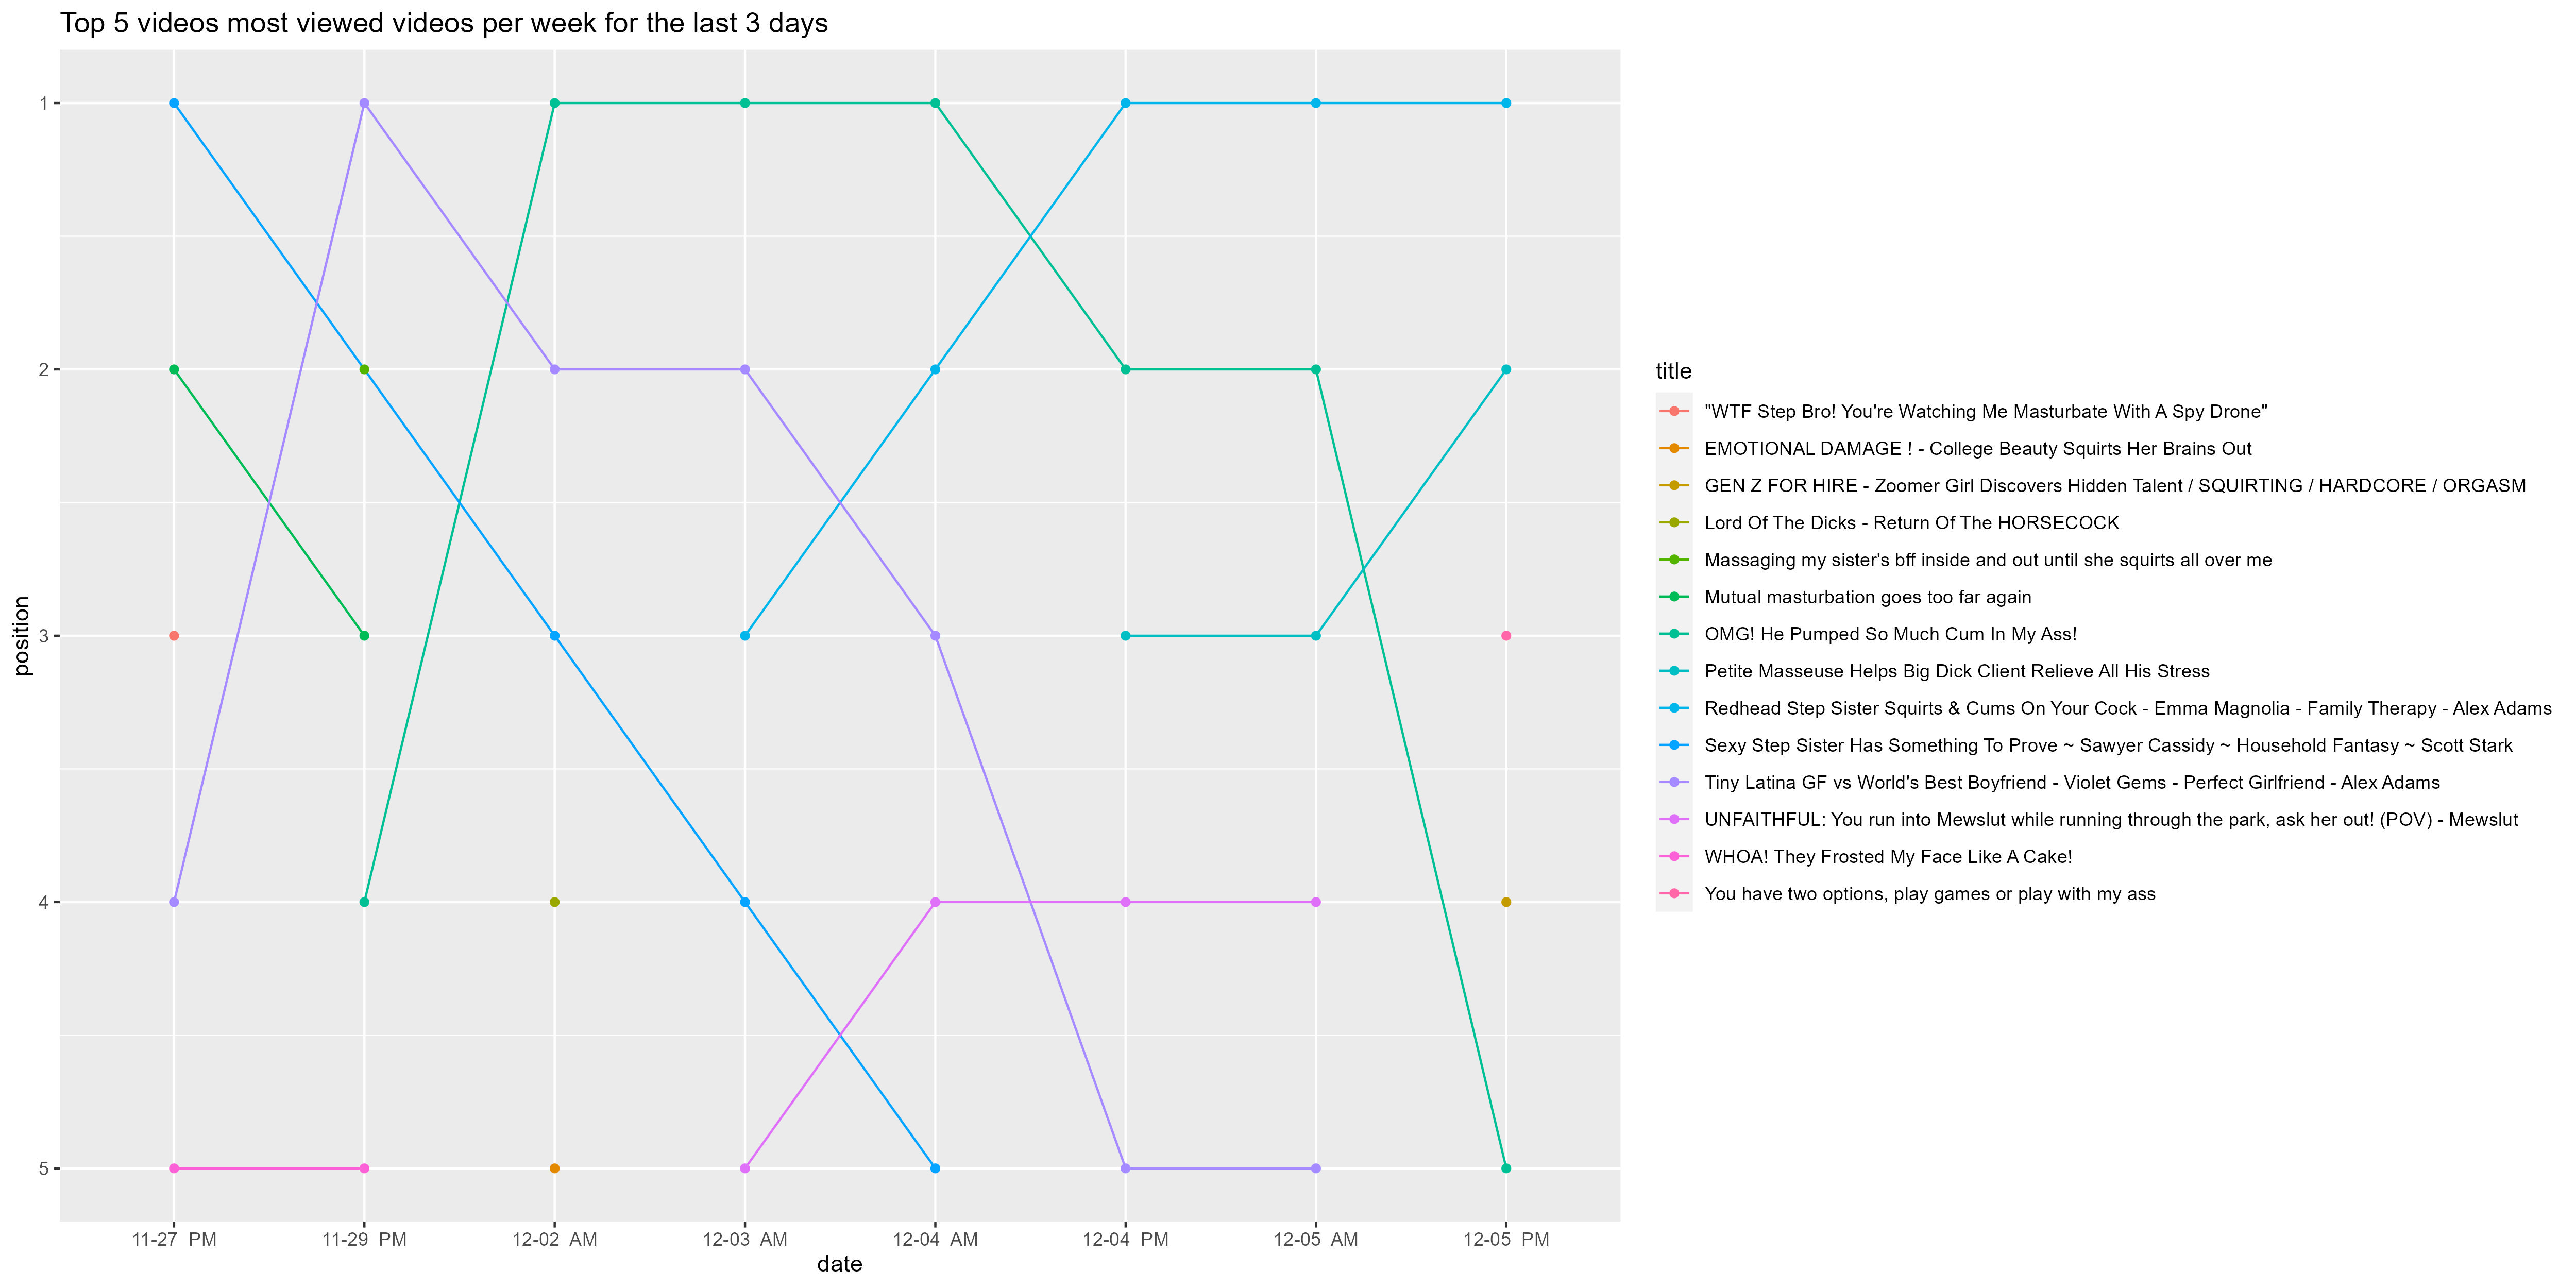 Top 5 videos most viewed videos per week for the last 3 days
position
1
2
3
4
5
11-27 PM
11-29 PM
12-02 AM
12-03 AM
12-04 AM
12-04 PM
12-05 AM
12-05 PM
date
title
"WTF Step Bro! You're Watching Me Masturbate With A Spy Drone"
EMOTIONAL DAMAGE ! - College Beauty Squirts Her Brains Out
GEN Z FOR HIRE - Zoomer Girl Discovers Hidden Talent / SQUIRTING / HARDCORE / ORGASM
Lord Of The Dicks - Return Of The HORSECOCK
Massaging my sister's bff inside and out until she squirts all over me
Mutual masturbation goes too far again
OMG! He Pumped So Much Cum In My Ass!
Petite Masseuse Helps Big Dick Client Relieve All His Stress
Redhead Step Sister Squirts & Cums On Your Cock - Emma Magnolia - Family Therapy - Alex Adams
Sexy Step Sister Has Something To Prove ~ Sawyer Cassidy ~ Household Fantasy ~ Scott Stark
Tiny Latina GF vs World's Best Boyfriend - Violet Gems - Perfect Girlfriend - Alex Adams
UNFAITHFUL: You run into Mewslut while running through the park, ask her out! (POV) - Mewslut
WHOA! They Frosted My Face Like A Cake!
You have two options, play games or play with my ass